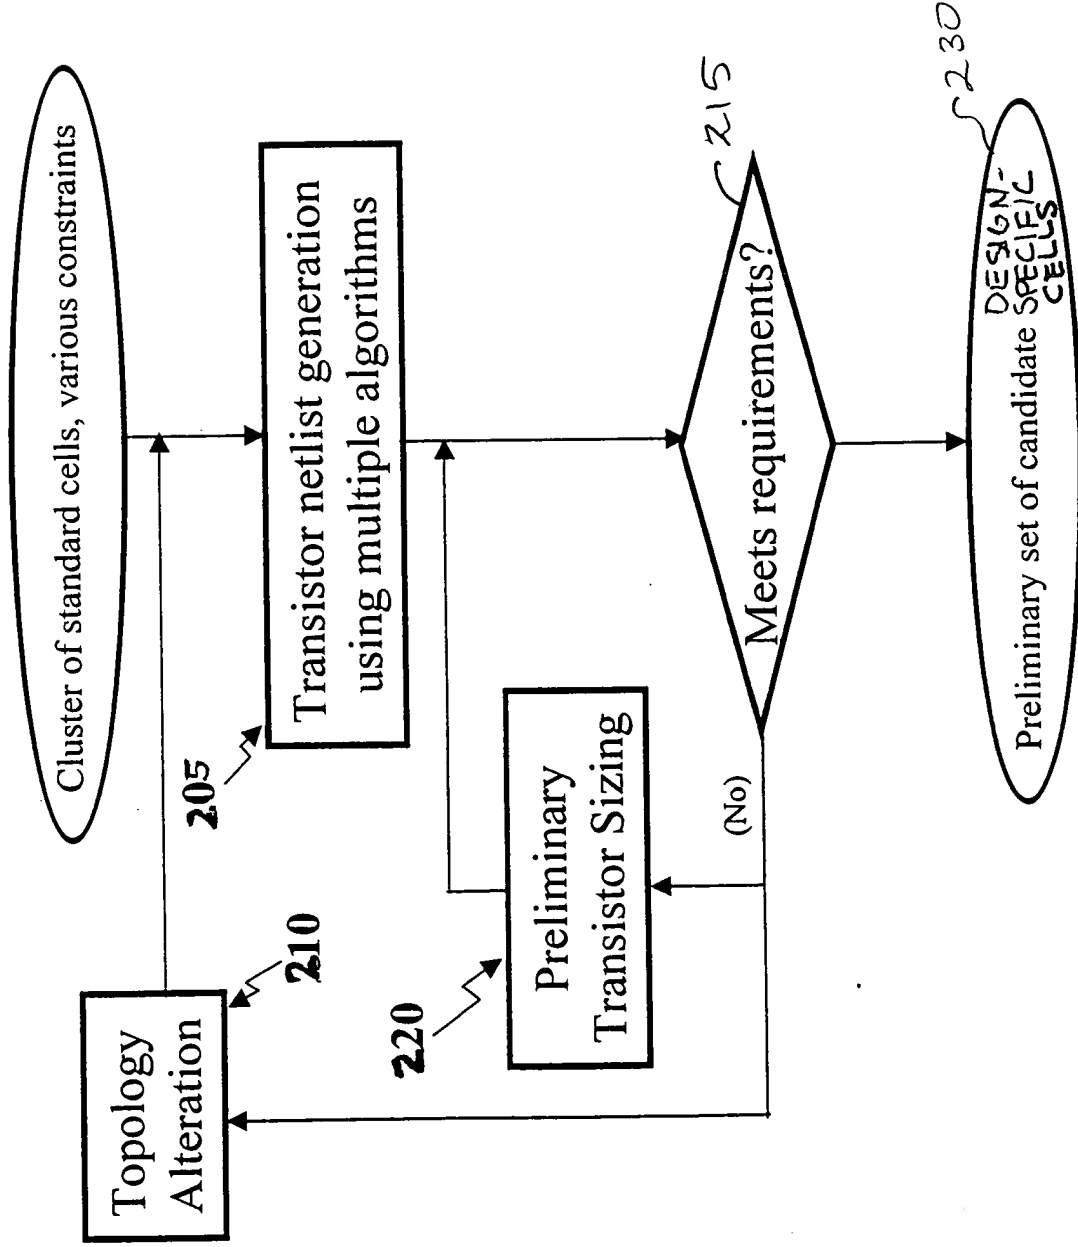 Cluster of standard cells, various constraints
Topology
Alteration
210
205
Transistor netlist generation
using multiple algorithms
220
Preliminary
Transistor Sizing
(No)
Meets requirements?
215
Preliminary set of candidate DESIGN-
SPECIFIC
CELLS
230